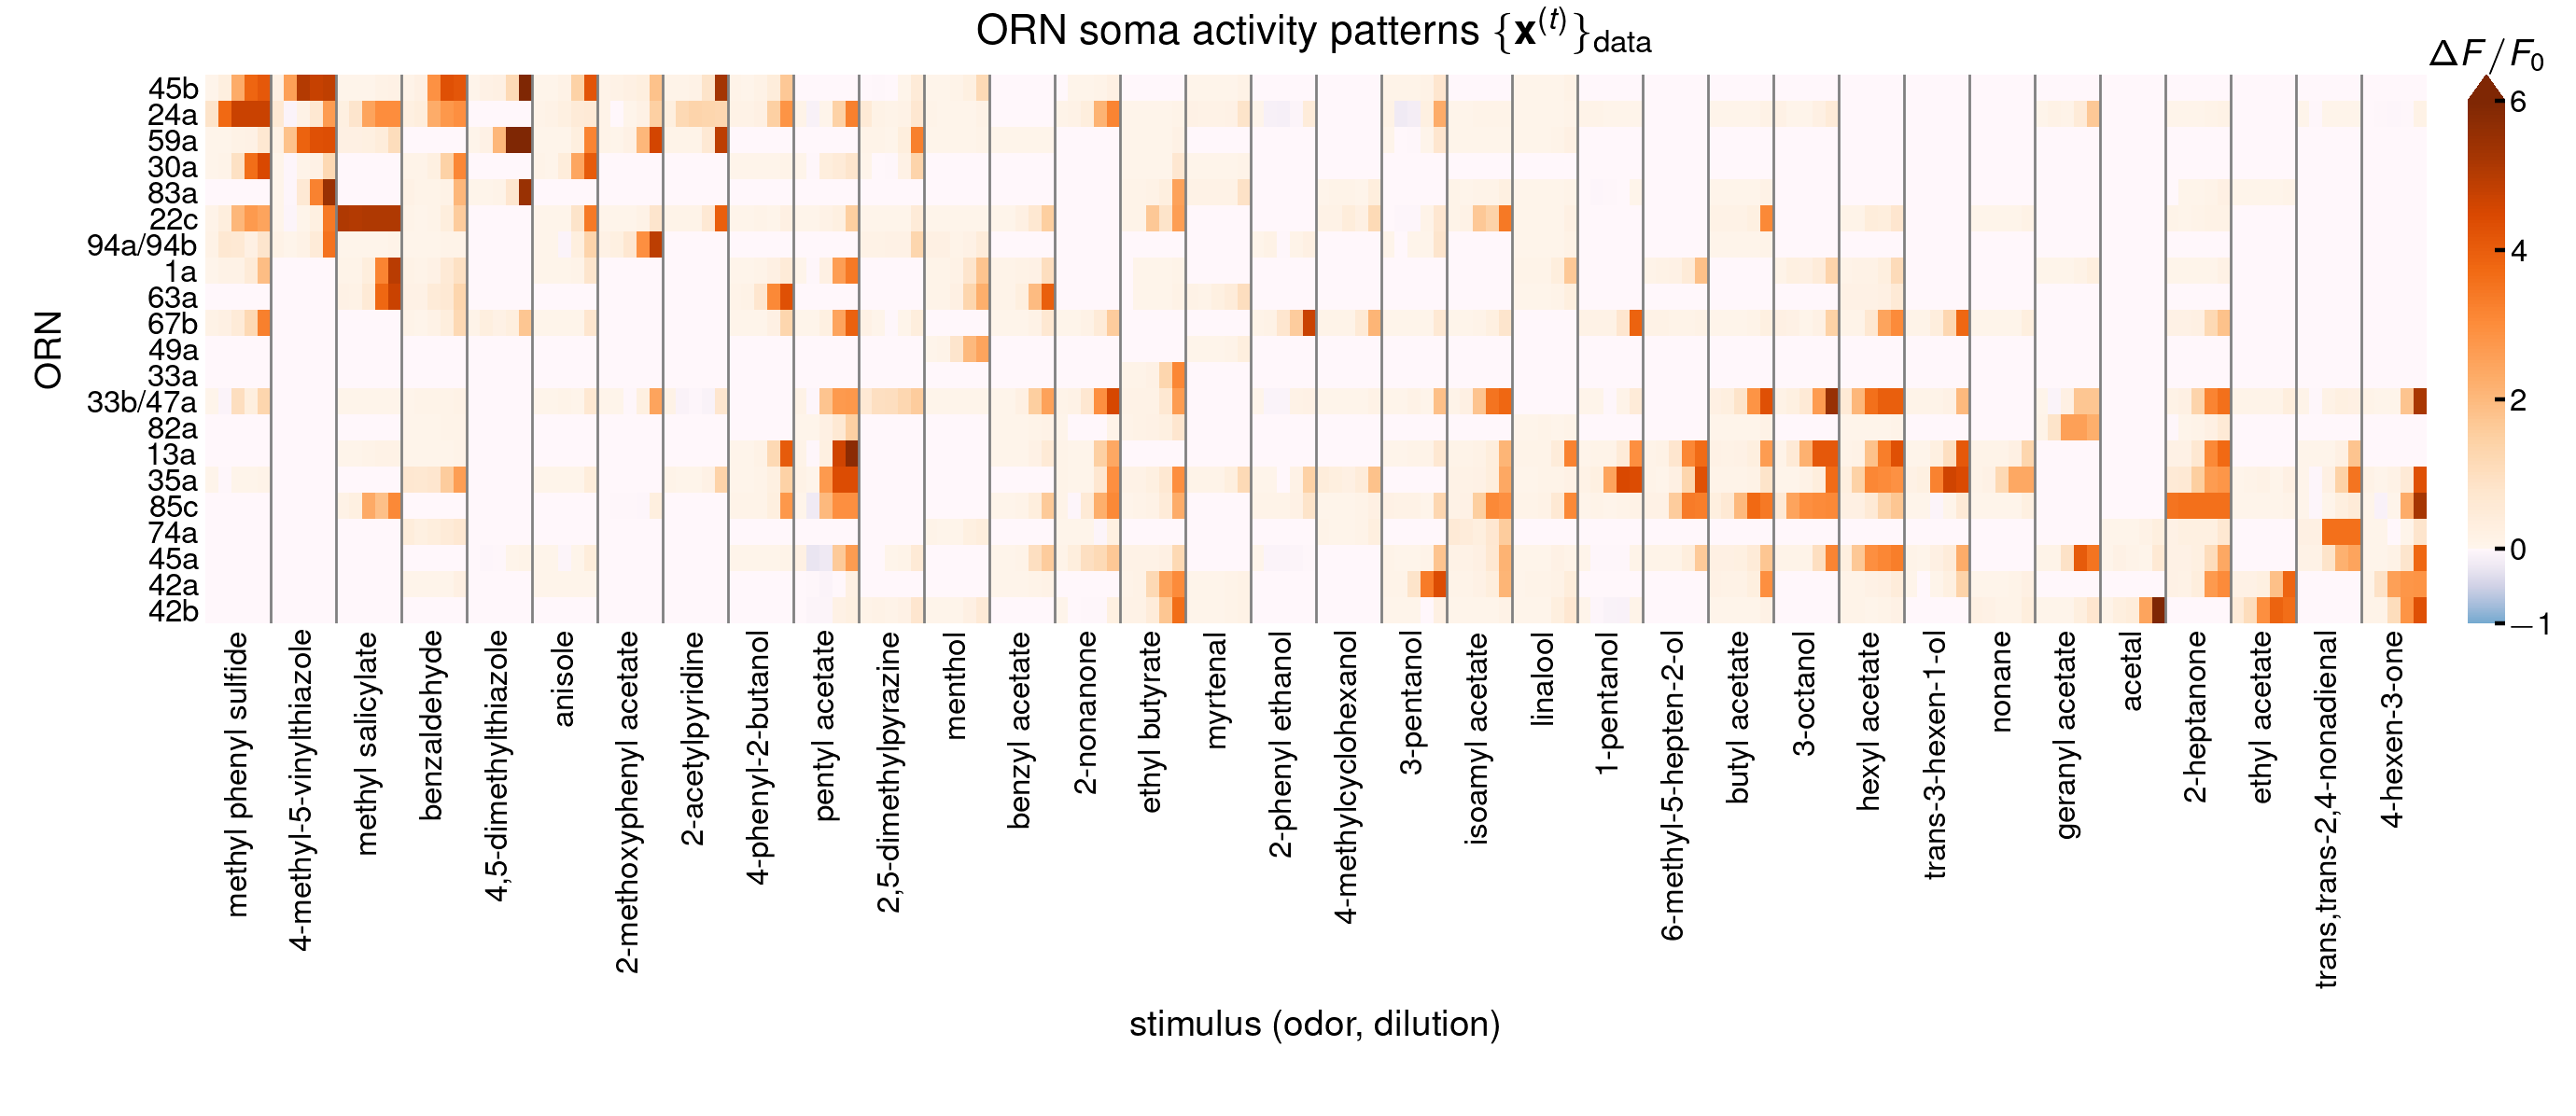 ORN soma activity patterns {x^(t)}_data
ΔF/F₀
ORN
45b
24a
59a
30a
83a
22c
94a/94b
1a
63a
67b
49a
33a
33b/47a
82a
13a
35a
85c
74a
45a
42a
42b
6
4
2
0
−1
methyl phenyl sulfide
4-methyl-5-vinylthiazole
methyl salicylate
benzaldehyde
4,5-dimethylthiazole
anisole
2-methoxyphenyl acetate
2-acetylpyridine
4-phenyl-2-butanol
pentyl acetate
2,5-dimethylpyrazine
menthol
benzyl acetate
2-nonanone
ethyl butyrate
myrtenal
2-phenyl ethanol
4-methylcyclohexanol
3-pentanol
isoamyl acetate
linalool
1-pentanol
6-methyl-5-hepten-2-ol
butyl acetate
3-octanol
hexyl acetate
trans-3-hexen-1-ol
nonane
geranyl acetate
acetal
2-heptanone
ethyl acetate
trans,trans-2,4-nonadienal
4-hexen-3-one
stimulus (odor, dilution)